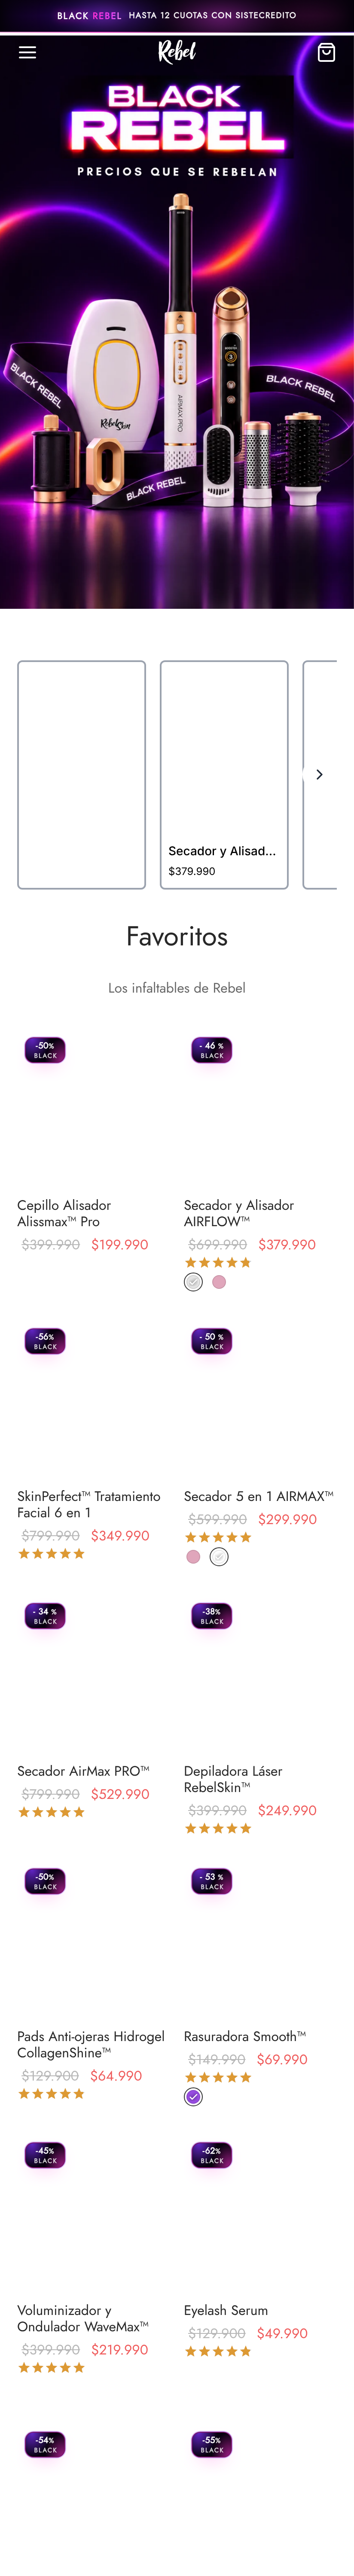 BLACK REBEL HASTA 12 CUOTAS CON SISTECREDITO
Rebel
BLACK
REBEL
PRECIOS QUE SE REBELAN
BLACK REBEL
BLACK REBEL
RebelSkin
AIRMAX PRO
BLACK REBEL
Secador y Alisad...
$379.990
Favoritos
Los infaltables de Rebel
-50%
BLACK
- 46 %
BLACK
Cepillo Alisador
Alissmax™ Pro
$399.990 $199.990
Secador y Alisador
AIRFLOW™
$699.990 $379.990
-56%
BLACK
- 50 %
BLACK
SkinPerfect™ Tratamiento
Facial 6 en 1
$799.990 $349.990
Secador 5 en 1 AIRMAX™
$599.990 $299.990
- 34 %
BLACK
-38%
BLACK
Secador AirMax PRO™
$799.990 $529.990
Depiladora Láser
RebelSkin™
$399.990 $249.990
-50%
BLACK
- 53 %
BLACK
Pads Anti-ojeras Hidrogel
CollagenShine™
$129.900 $64.990
Rasuradora Smooth™
$149.990 $69.990
-45%
BLACK
-62%
BLACK
Voluminizador y
Ondulador WaveMax™
$399.990 $219.990
Eyelash Serum
$129.900 $49.990
-54%
BLACK
-55%
BLACK